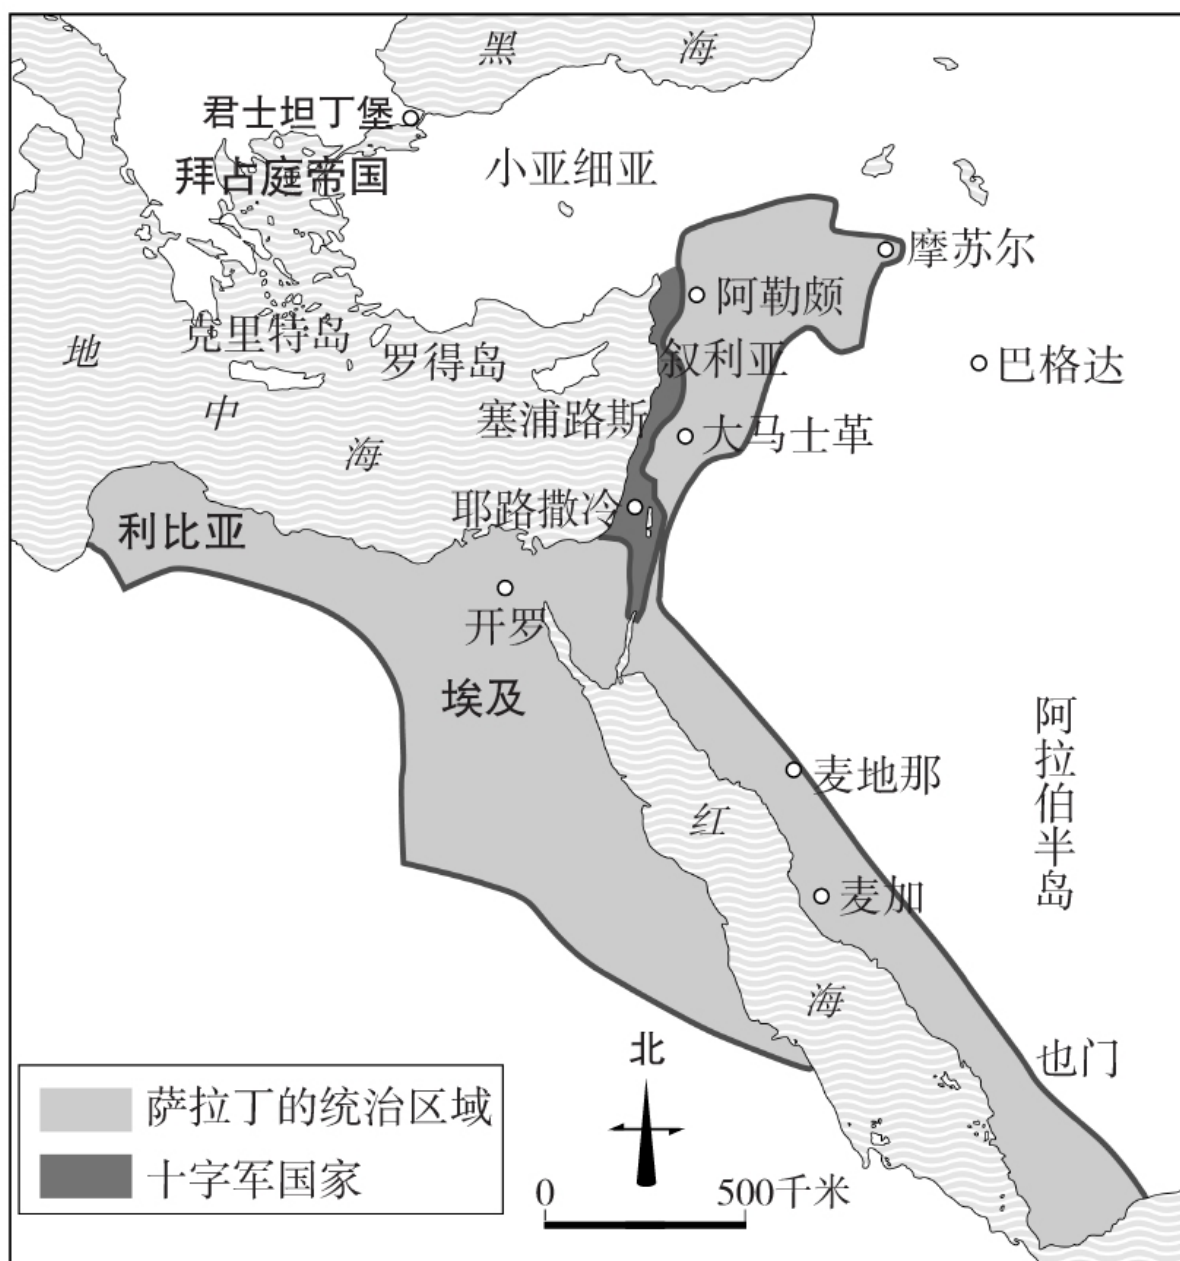 黑海
君士坦丁堡
拜占庭帝国
小亚细亚
摩苏尔
阿勒颇
克里特岛
罗得岛
叙利亚
巴格达
地中海
塞浦路斯
大马士革
耶路撒冷
利比亚
开罗
埃及
阿拉伯半岛
麦地那
红海
麦加
也门
北
萨拉丁的统治区域
十字军国家
0 500千米